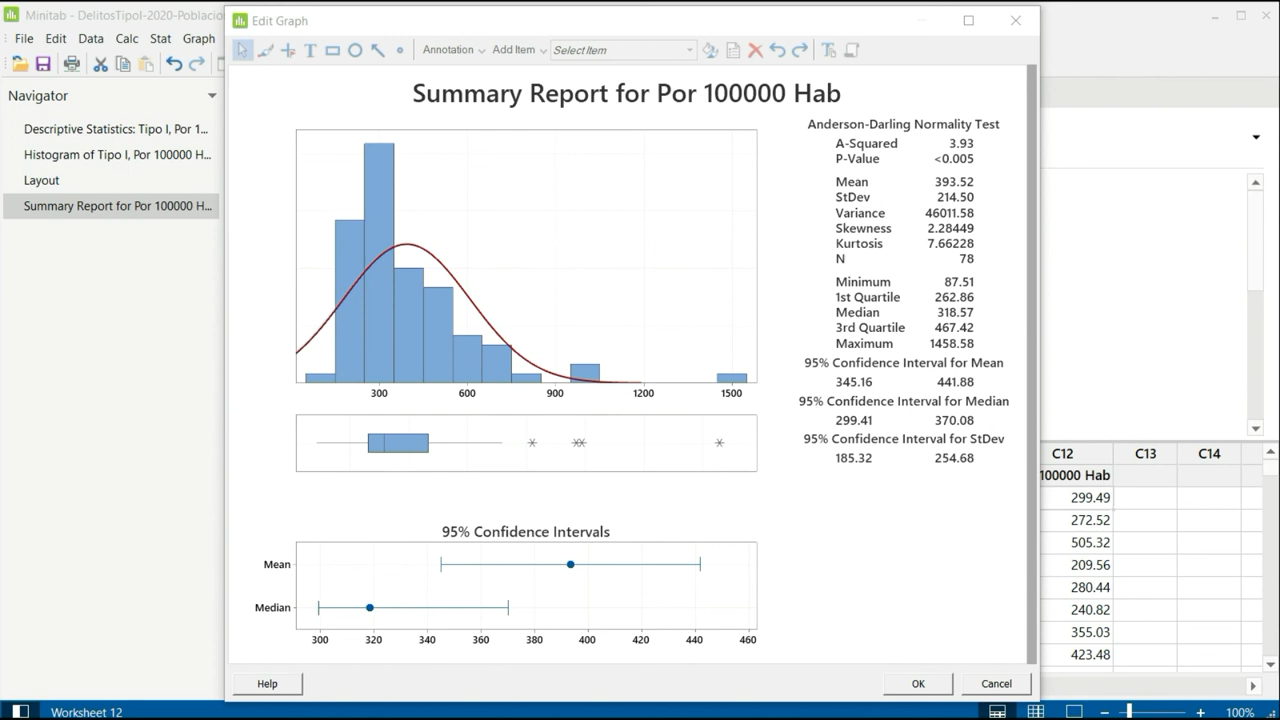 Minitab - DelitosTipoI-2020-Poblacio
Edit Graph
File Edit Data Calc Stat Graph
Annotation Add Item Select Item
Navigator
Descriptive Statistics: Tipo I, Por 1...
Histogram of Tipo I, Por 100000 H...
Layout
Summary Report for Por 100000 H...
Summary Report for Por 100000 Hab
Anderson-Darling Normality Test
A-Squared 3.93
P-Value <0.005
Mean 393.52
StDev 214.50
Variance 46011.58
Skewness 2.28449
Kurtosis 7.66228
N 78
Minimum 87.51
1st Quartile 262.86
Median 318.57
3rd Quartile 467.42
Maximum 1458.58
95% Confidence Interval for Mean
345.16 441.88
95% Confidence Interval for Median
299.41 370.08
95% Confidence Interval for StDev
185.32 254.68
300 600 900 1200 1500
95% Confidence Intervals
Mean
Median
300 320 340 360 380 400 420 440 460
Help OK Cancel
C12 C13 C14
100000 Hab
299.49
272.52
505.32
209.56
280.44
240.82
355.03
423.48
Worksheet 12
100%